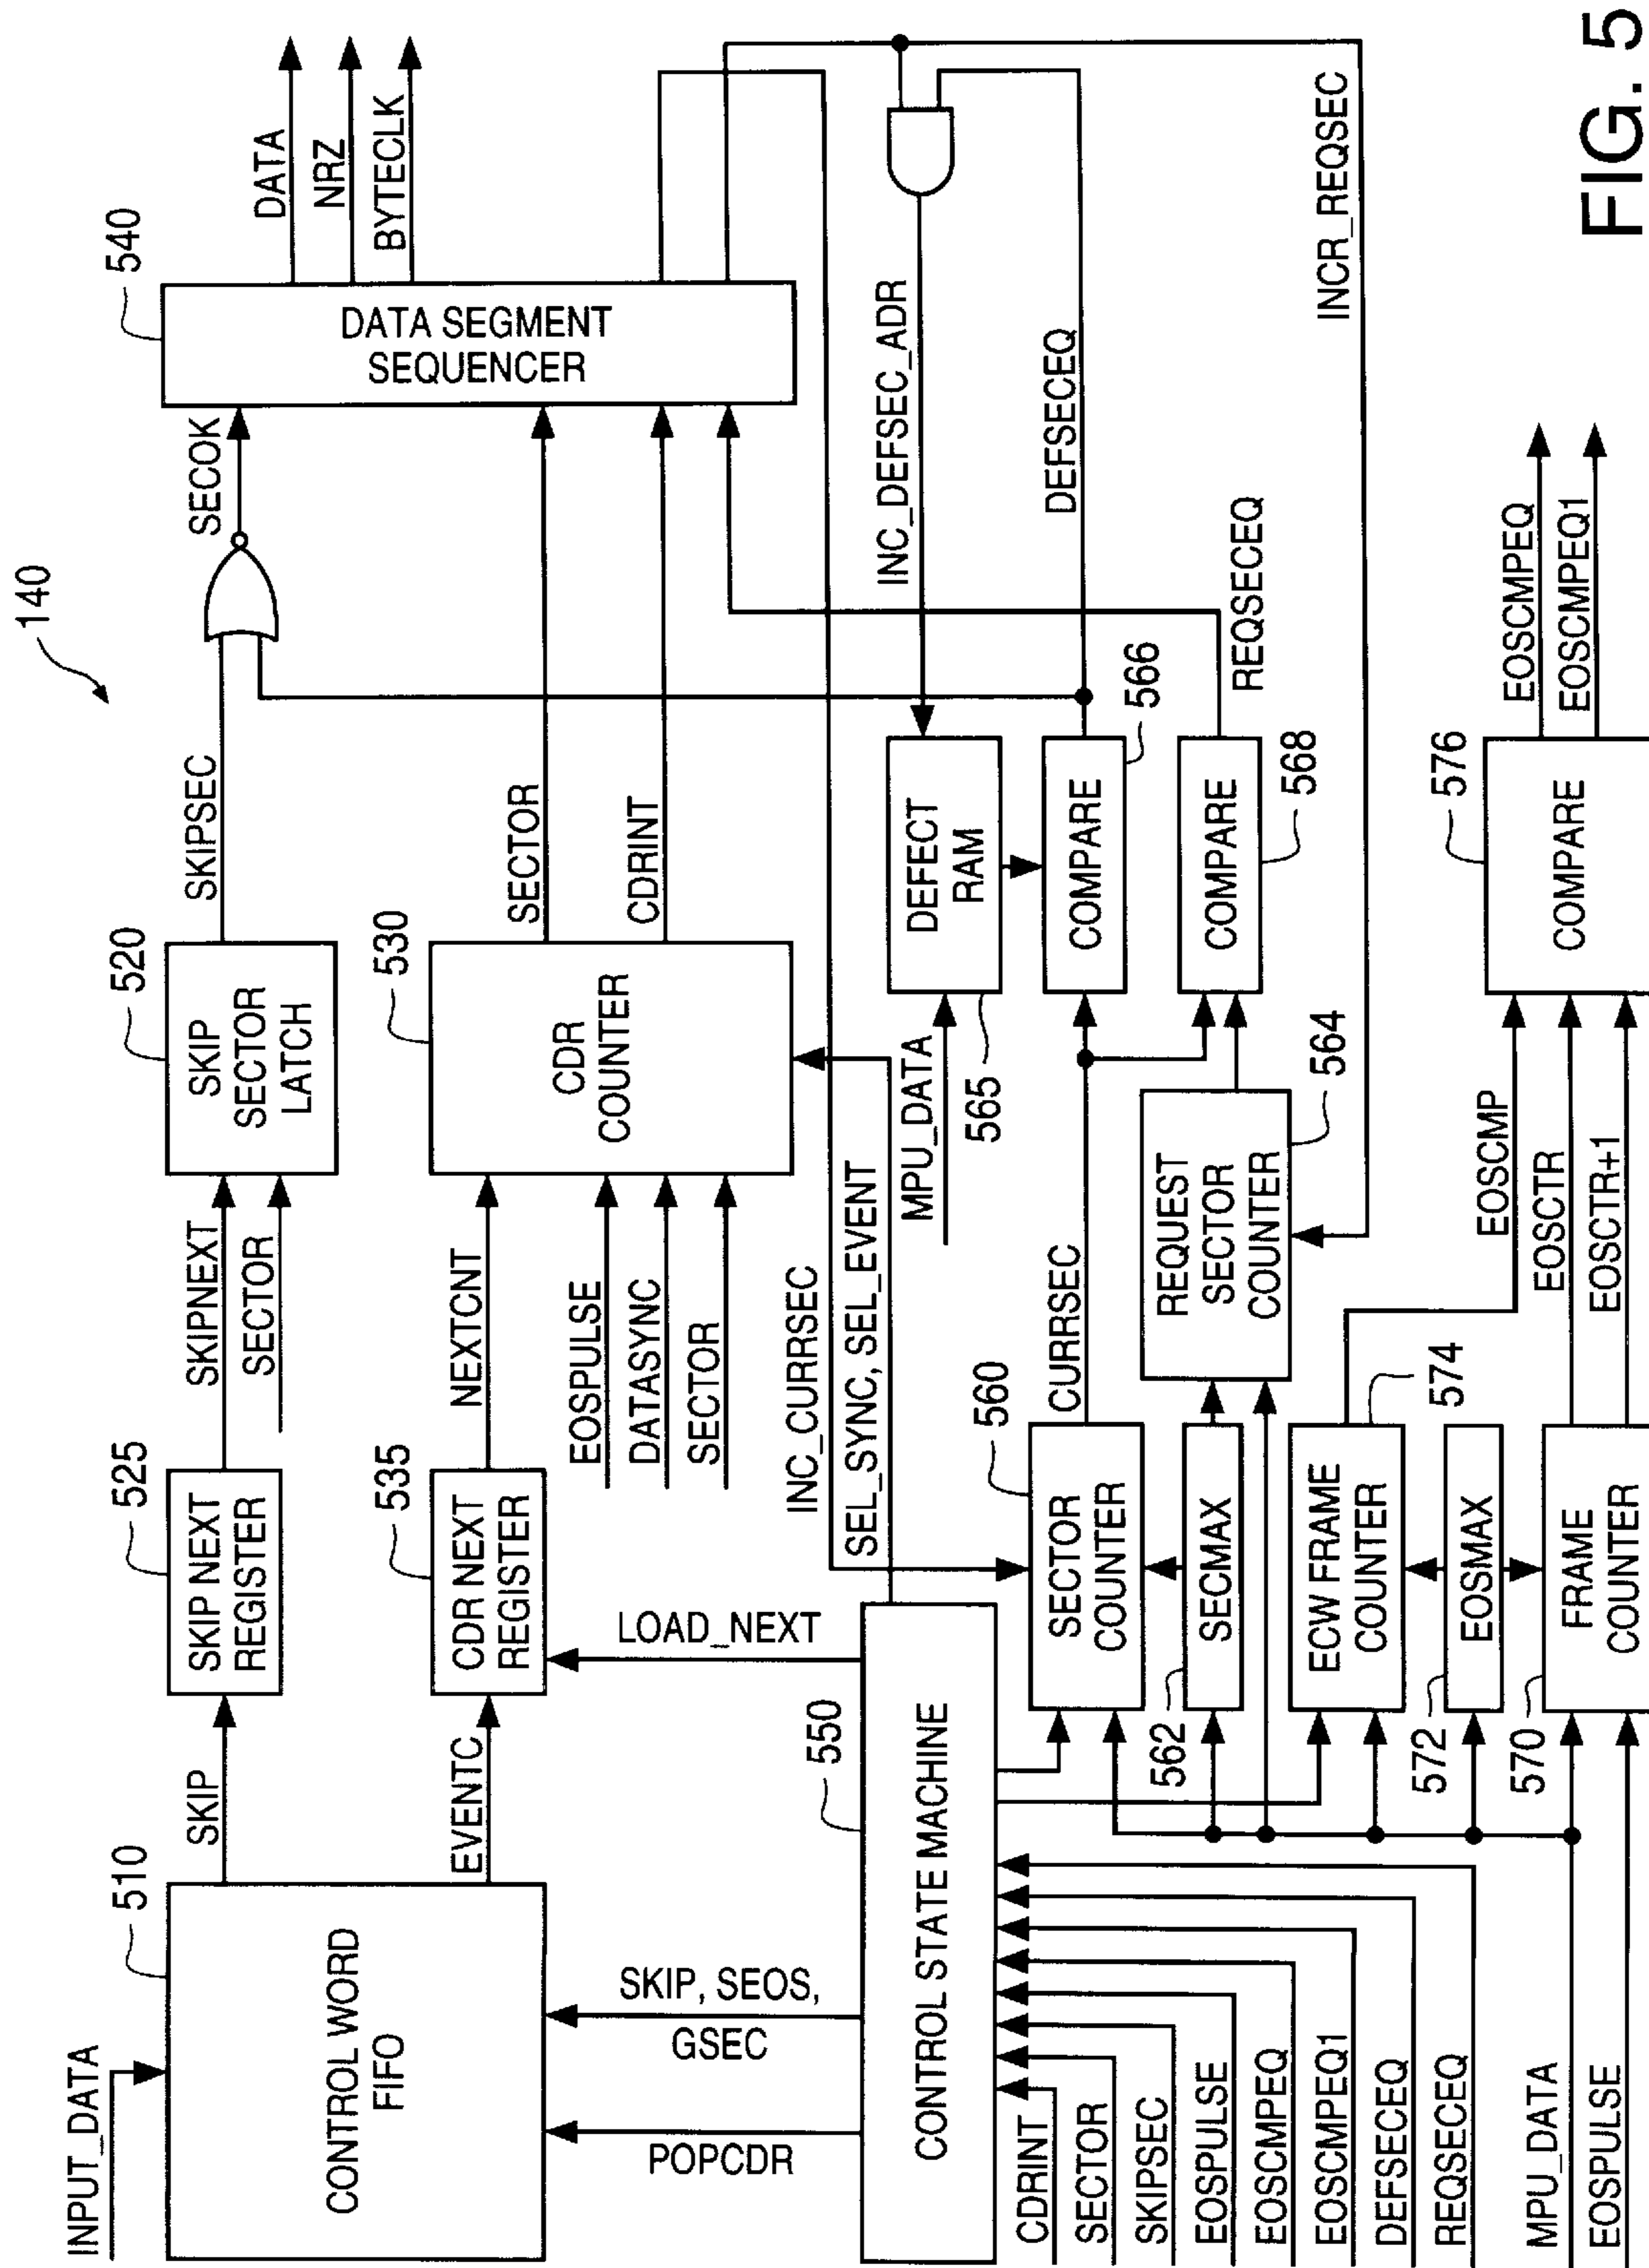 INPUT_DATA
CONTROL WORD
FIFO
510
SKIP
SKIP NEXT
REGISTER
525
SKIPNEXT
SECTOR
SKIP
SECTOR
LATCH
520
SKIPSEC
140
SECOK
540
DATA SEGMENT
SEQUENCER
DATA
NRZ
BYTECLK
EVENTC
CDR NEXT
REGISTER
535
NEXTCNT
EOSPULSE
DATASYNC
SECTOR
CDR
COUNTER
530
SECTOR
CDRINT
POPCDR
SKIP, SEOS,
GSEC
LOAD_NEXT
INC_CURRSEC
SEL_SYNC, SEL_EVENT
CONTROL STATE MACHINE
550
MPU_DATA
565
DEFECT
RAM
INC_DEFSEC_ADR
SECTOR
COUNTER
560
CURRSEC
COMPARE
566
DEFSECEQ
SECMAX
562
REQUEST
SECTOR
COUNTER
564
COMPARE
568
REQSECEQ
INCR_REQSEC
ECW FRAME
COUNTER
574
EOSMAX
572
FRAME
COUNTER
570
EOSCMP
EOSCTR
EOSCTR+1
COMPARE
576
EOSCMPEQ
EOSCMPEQ1
CDRINT
SECTOR
SKIPSEC
EOSPULSE
EOSCMPEQ
EOSCMPEQ1
DEFSECEQ
REQSECEQ
MPU_DATA
EOSPULSE
FIG. 5